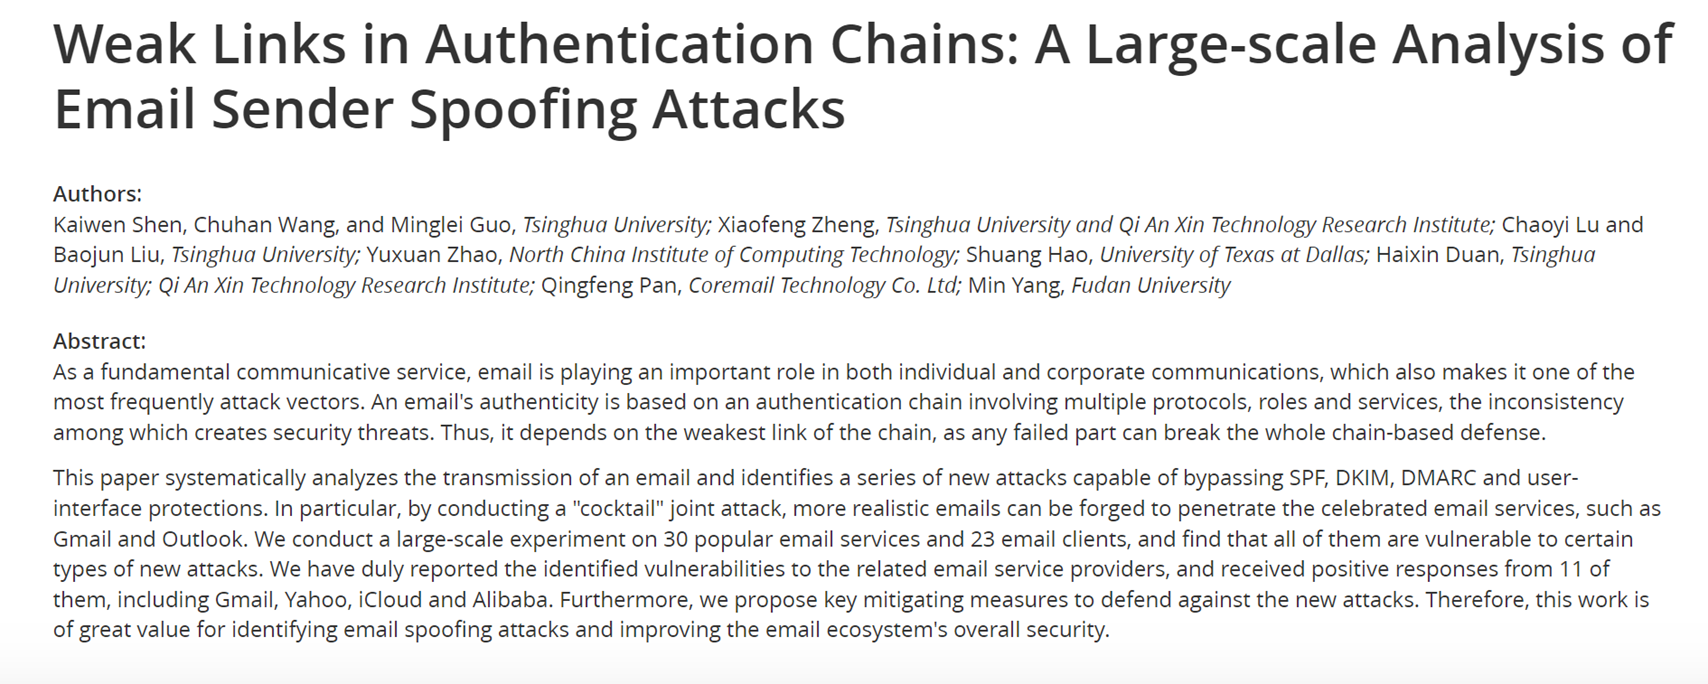 Weak Links in Authentication Chains: A Large-scale Analysis of
Email Sender Spoofing Attacks
Authors:
Kaiwen Shen, Chuhan Wang, and Minglei Guo, Tsinghua University; Xiaofeng Zheng, Tsinghua University and Qi An Xin Technology Research Institute; Chaoyi Lu and
Baojun Liu, Tsinghua University; Yuxuan Zhao, North China Institute of Computing Technology; Shuang Hao, University of Texas at Dallas; Haixin Duan, Tsinghua
University; Qi An Xin Technology Research Institute; Qingfeng Pan, Coremail Technology Co. Ltd; Min Yang, Fudan University
Abstract:
As a fundamental communicative service, email is playing an important role in both individual and corporate communications, which also makes it one of the
most frequently attack vectors. An email's authenticity is based on an authentication chain involving multiple protocols, roles and services, the inconsistency
among which creates security threats. Thus, it depends on the weakest link of the chain, as any failed part can break the whole chain-based defense.
This paper systematically analyzes the transmission of an email and identifies a series of new attacks capable of bypassing SPF, DKIM, DMARC and user-
interface protections. In particular, by conducting a "cocktail" joint attack, more realistic emails can be forged to penetrate the celebrated email services, such as
Gmail and Outlook. We conduct a large-scale experiment on 30 popular email services and 23 email clients, and find that all of them are vulnerable to certain
types of new attacks. We have duly reported the identified vulnerabilities to the related email service providers, and received positive responses from 11 of
them, including Gmail, Yahoo, iCloud and Alibaba. Furthermore, we propose key mitigating measures to defend against the new attacks. Therefore, this work is
of great value for identifying email spoofing attacks and improving the email ecosystem's overall security.